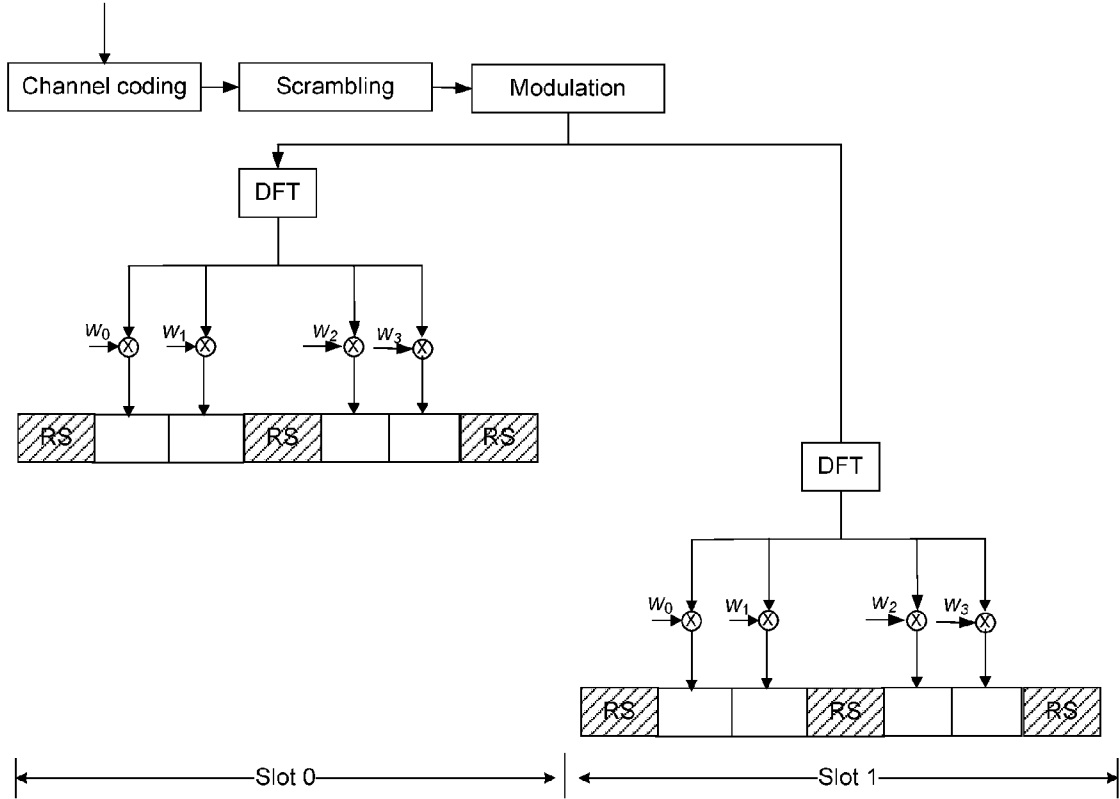 Channel coding
Scrambling
Modulation
DFT
w0
w1
w2
w3
X
X
X
X
RS
RS
RS
DFT
w0
w1
w2
w3
X
X
X
X
RS
RS
RS
Slot 0
Slot 1